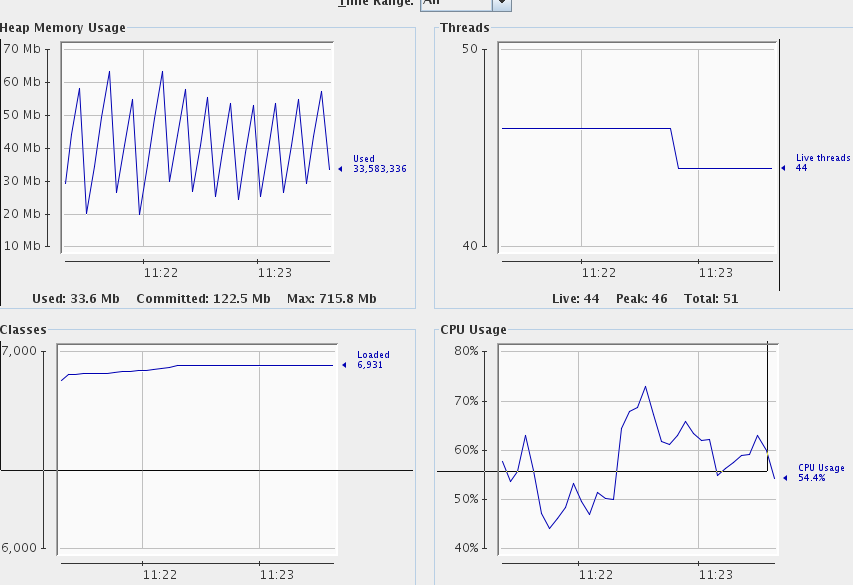 Time Range: All
Heap Memory Usage
70 Mb
60 Mb
50 Mb
40 Mb
30 Mb
20 Mb
10 Mb
11:22
11:23
Used
33,583,336
Used: 33.6 Mb Committed: 122.5 Mb Max: 715.8 Mb
Threads
50
40
11:22
11:23
Live threads
44
Live: 44 Peak: 46 Total: 51
Classes
7,000
6,000
11:22
11:23
Loaded
6,931
CPU Usage
80%
70%
60%
50%
40%
11:22
11:23
CPU Usage
54.4%